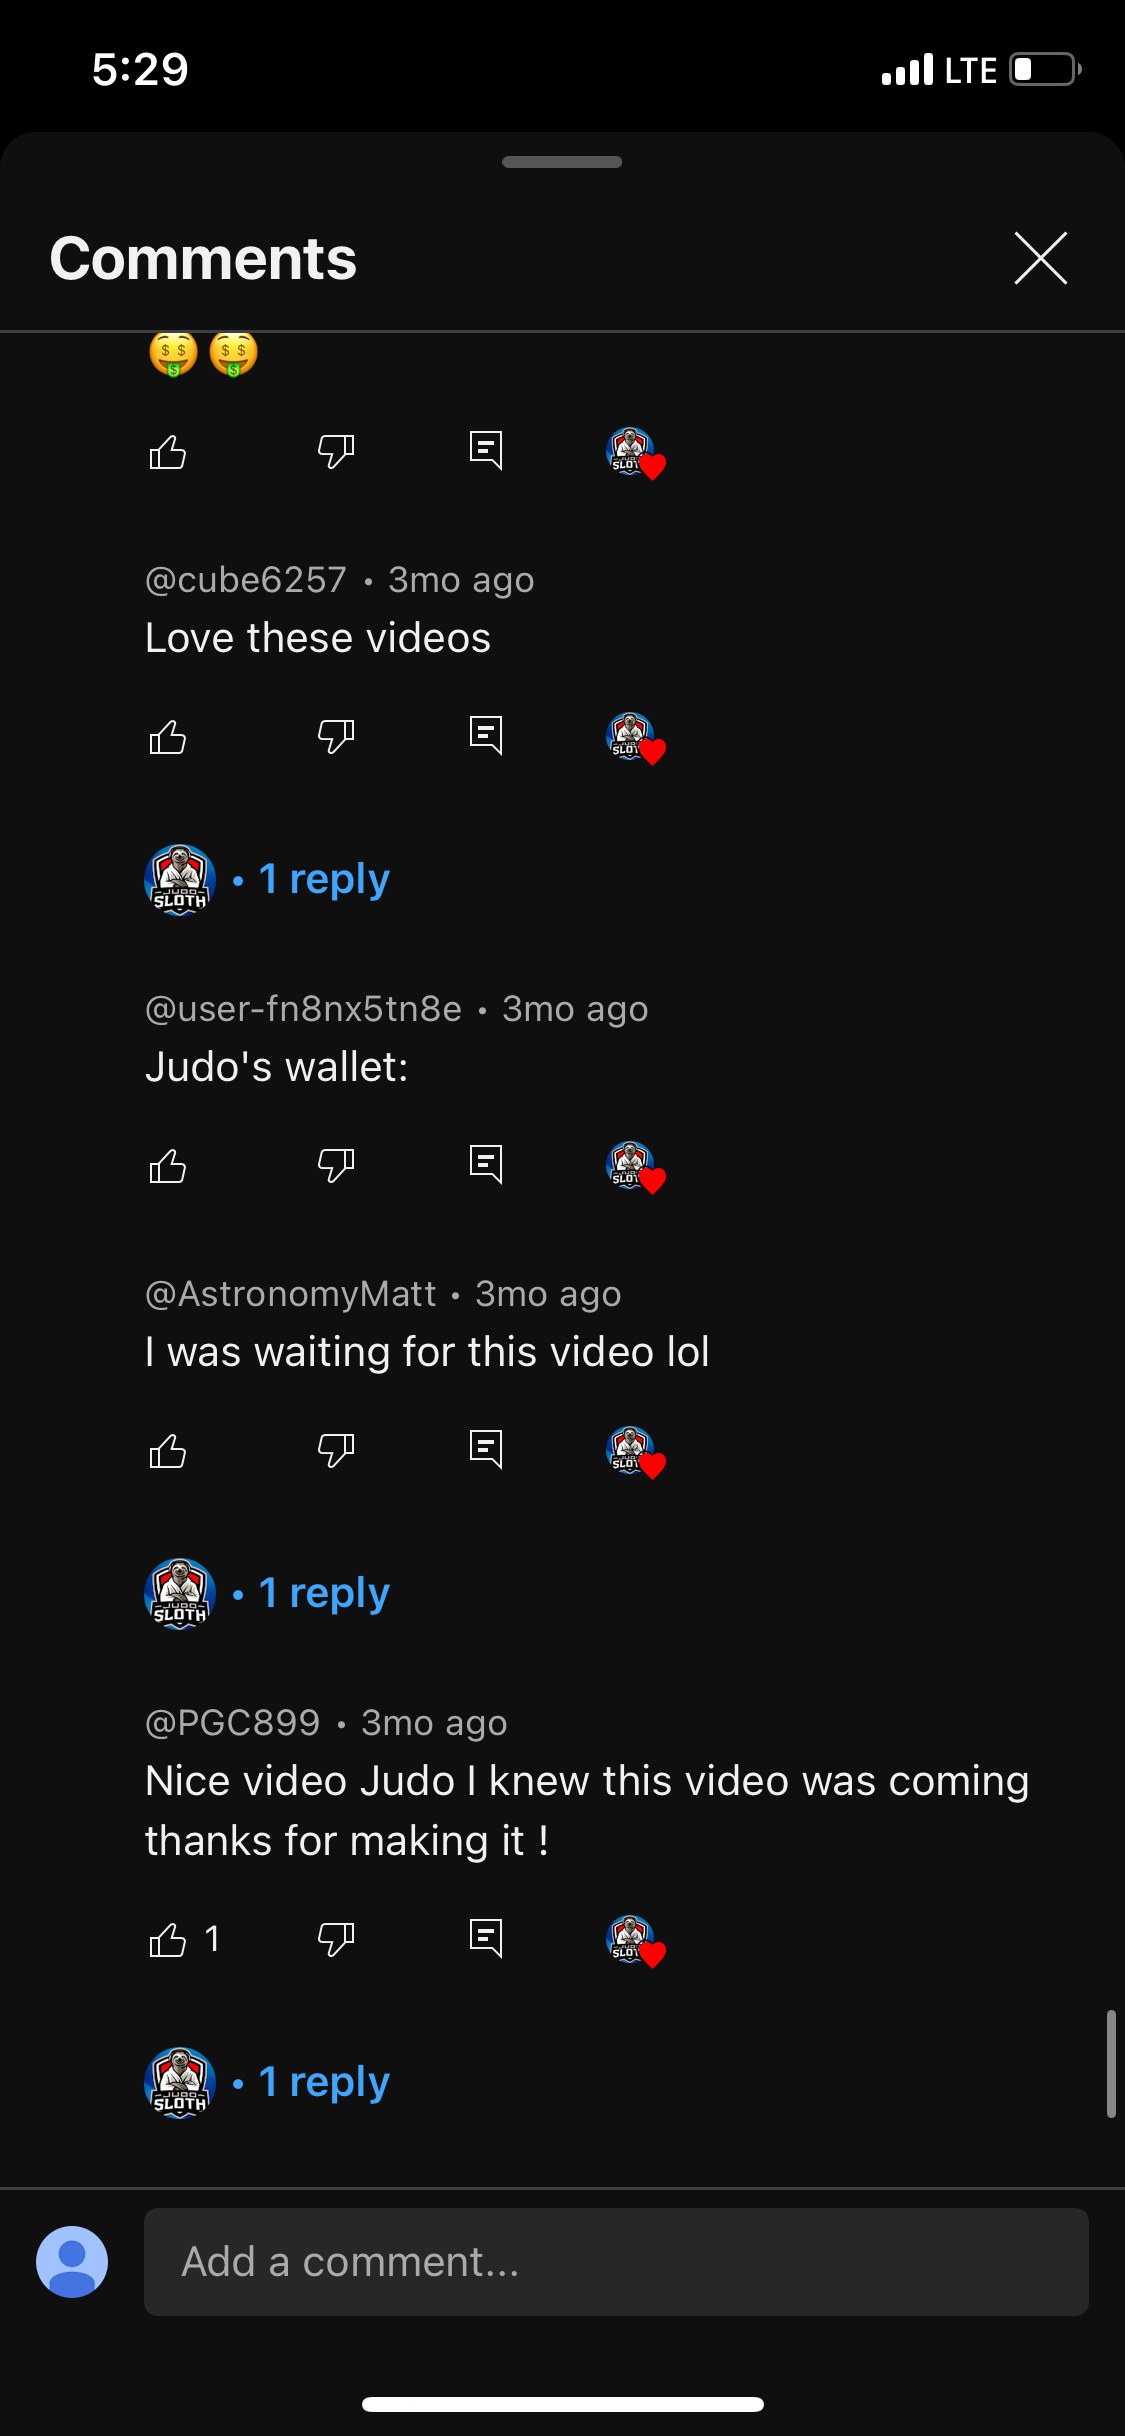 5:29
LTE
Comments
🤑🤑
@cube6257 • 3mo ago
Love these videos
JUDO
SLOTH
• 1 reply
@user-fn8nx5tn8e • 3mo ago
Judo's wallet:
@AstronomyMatt • 3mo ago
I was waiting for this video lol
JUDO
SLOTH
• 1 reply
@PGC899 • 3mo ago
Nice video Judo I knew this video was coming
thanks for making it !
1
JUDO
SLOTH
• 1 reply
Add a comment...